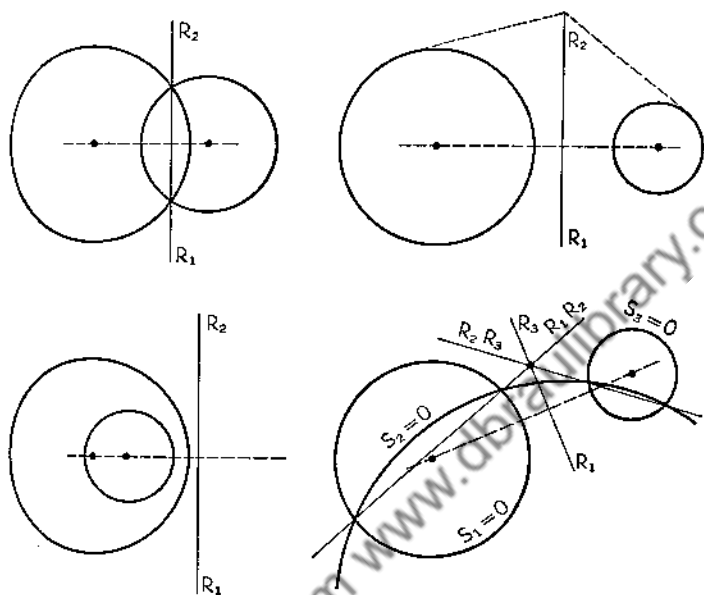 R₂
R₁
R₂
R₁
R₂
R₁
R₂ R₃
R₃
R₁ R₂
S₃=0
S₂=0
R₁
S₁=0
m www.dbraulibrary.o